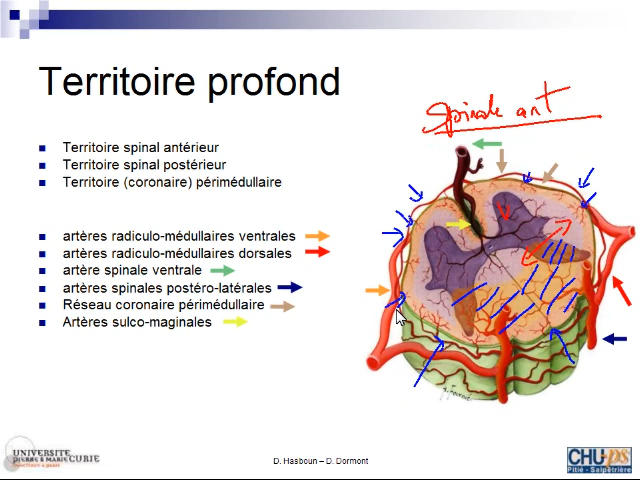 Territoire profond
Spinale ant
Territoire spinal antérieur
Territoire spinal postérieur
Territoire (coronaire) périmédullaire
artères radiculo-médullaires ventrales
artères radiculo-médullaires dorsales
artère spinale ventrale
artères spinales postéro-latérales
Réseau coronaire périmédullaire
Artères sulco-maginales
UNIVERSITE
PIERRE & MARIE CURIE
D. Hasboun – D. Dormont
CHU-ps
Pitié - Salpêtrière